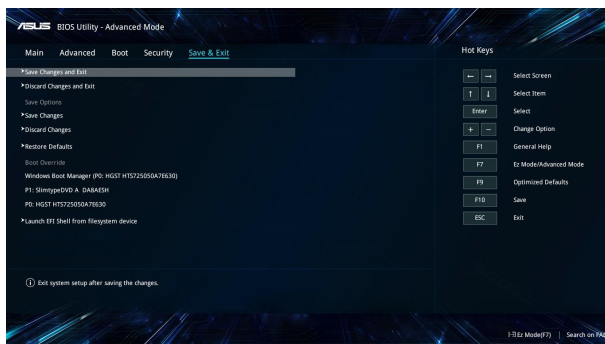 ASUS BIOS Utility - Advanced Mode
Main Advanced Boot Security Save & Exit
Save Changes and Exit
Discard Changes and Exit
Save Options
Save Changes
Discard Changes
Restore Defaults
Boot Override
Windows Boot Manager (P0: HGST HTS725050A7E630)
P1: SlimtypeDVD A DA8AESH
P0: HGST HTS725050A7E630
Launch EFI Shell from filesystem device
Exit system setup after saving the changes.
Hot Keys
← → Select Screen
↑ ↓ Select Item
Enter Select
+ − Change Option
F1 General Help
F7 Ez Mode/Advanced Mode
F9 Optimized Defaults
F10 Save
ESC Exit
Ez Mode(F7) | Search on FAQ